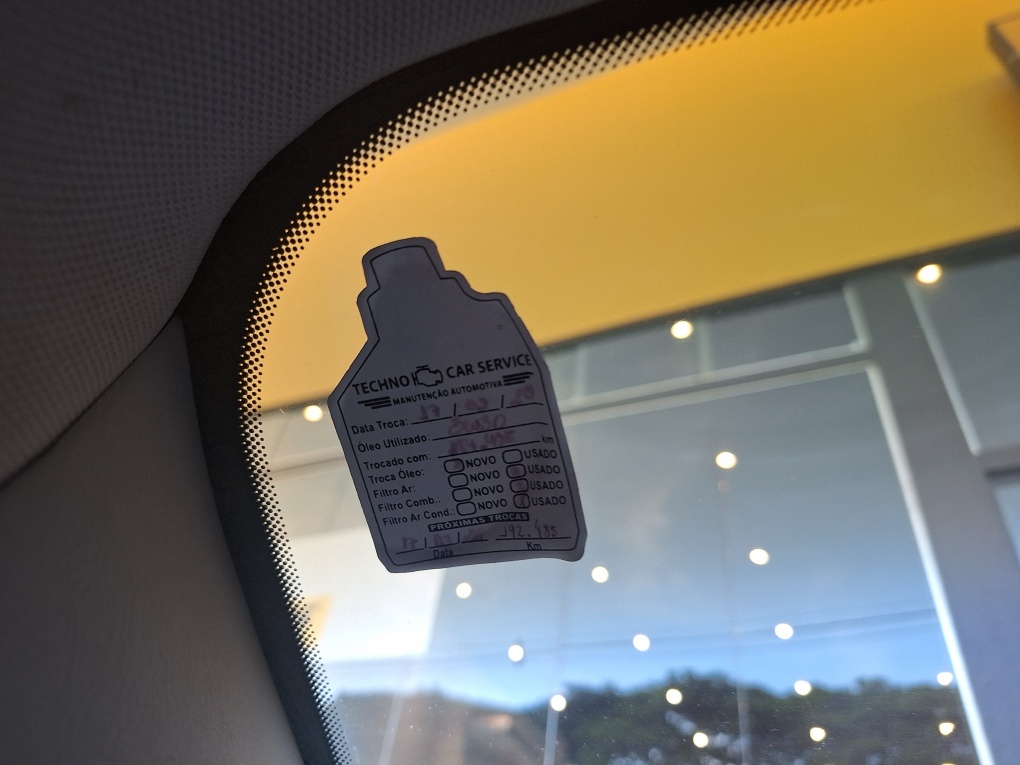 TECHNO CAR SERVICE
MANUTENÇÃO AUTOMOTIVA
Data Troca: / /
Óleo Utilizado:
Trocado com: km
Troca Óleo: NOVO USADO
Filtro Ar: NOVO USADO
Filtro Comb.: NOVO USADO
Filtro Ar Cond.: NOVO USADO
PRÓXIMAS TROCAS
/ /
Data Km